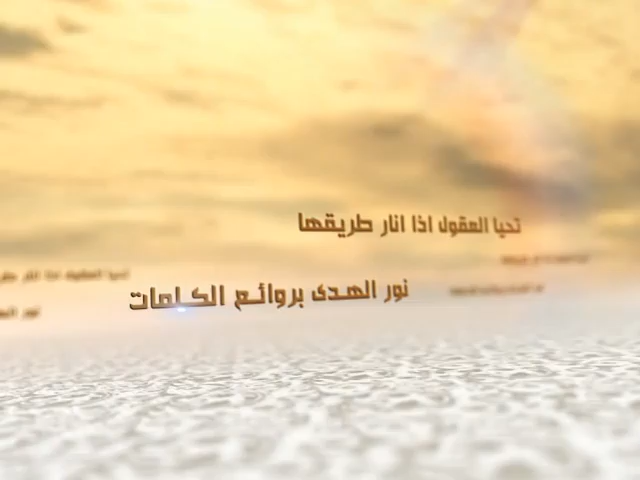 تحيا العقول اذا انار طريقها
نور الهدى بروائع الكلمات